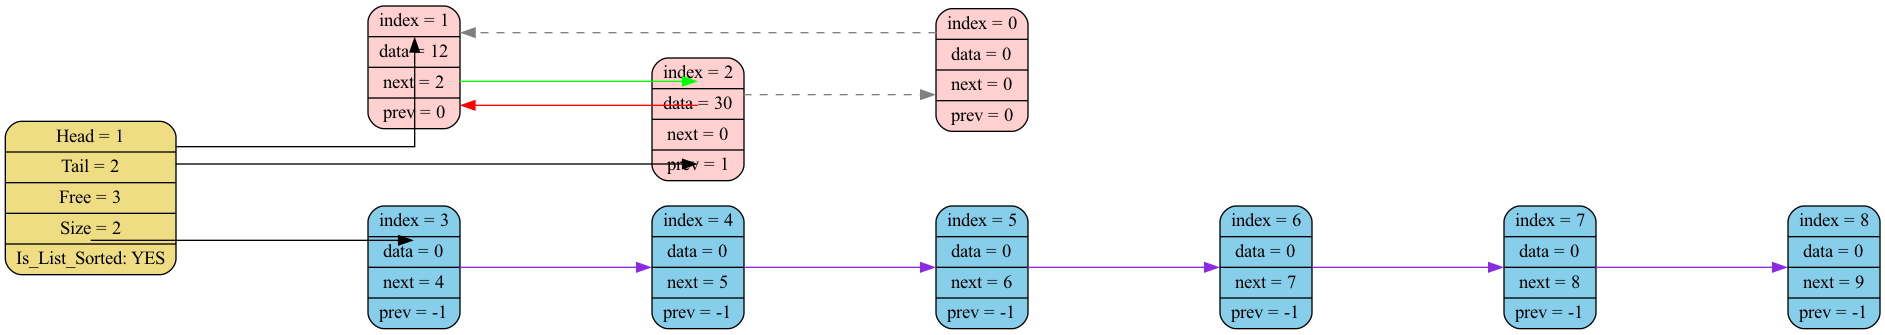 Head = 1
Tail = 2
Free = 3
Size = 2
Is_List_Sorted: YES
index = 1
data = 12
next = 2
prev = 0
index = 2
data = 30
next = 0
prev = 1
index = 0
data = 0
next = 0
prev = 0
index = 3
data = 0
next = 4
prev = -1
index = 4
data = 0
next = 5
prev = -1
index = 5
data = 0
next = 6
prev = -1
index = 6
data = 0
next = 7
prev = -1
index = 7
data = 0
next = 8
prev = -1
index = 8
data = 0
next = 9
prev = -1